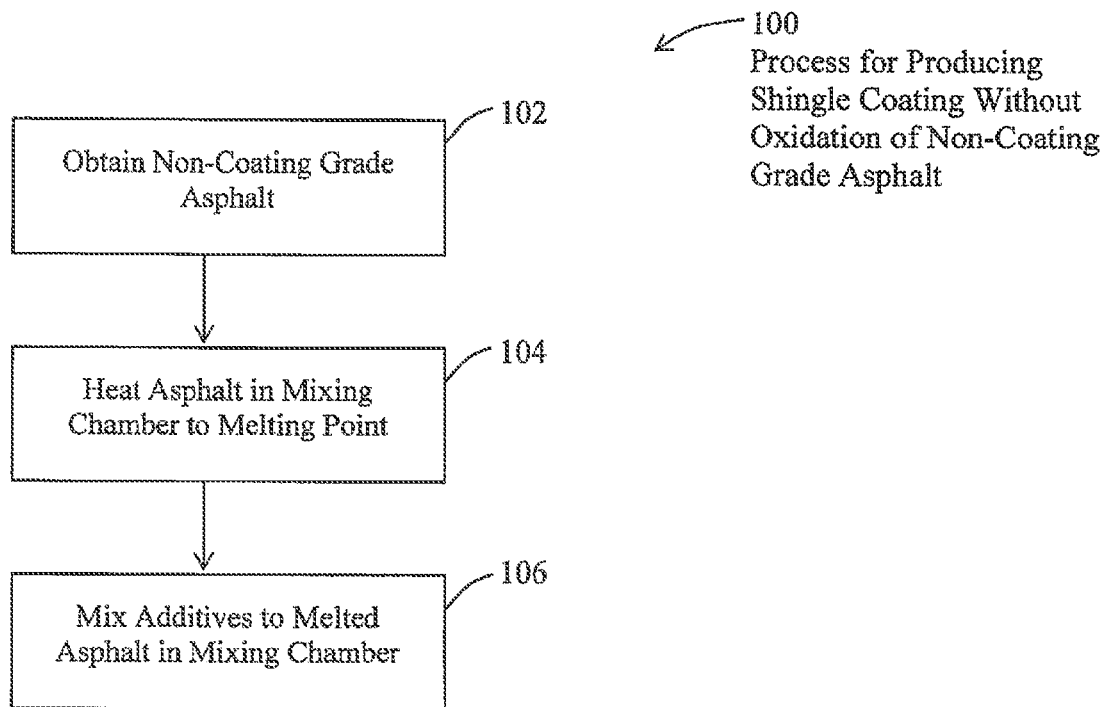 100
Process for Producing
Shingle Coating Without
Oxidation of Non-Coating
Grade Asphalt
102
Obtain Non-Coating Grade
Asphalt
104
Heat Asphalt in Mixing
Chamber to Melting Point
106
Mix Additives to Melted
Asphalt in Mixing Chamber